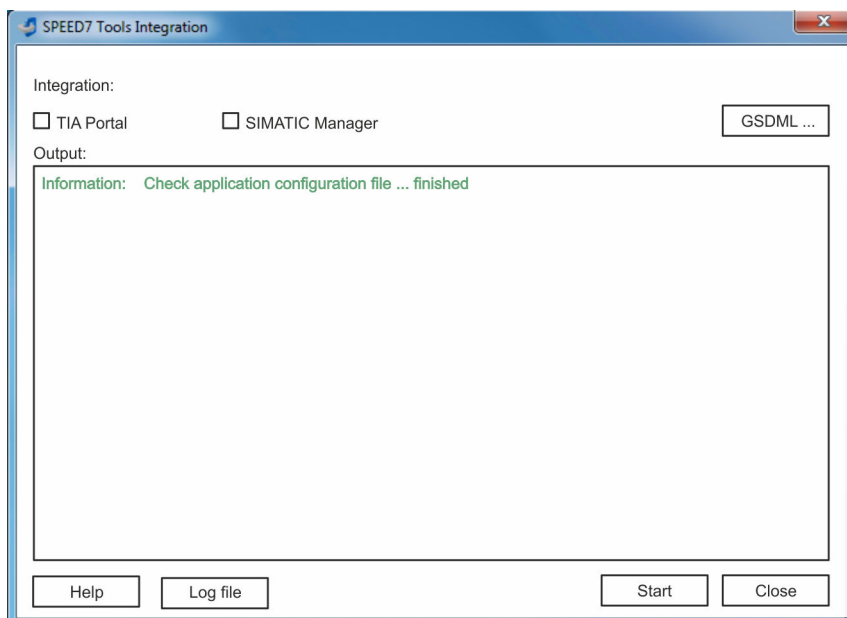 SPEED7 Tools Integration
Integration:
TIA Portal
SIMATIC Manager
GSDML ...
Output:
Information: Check application configuration file ... finished
Help
Log file
Start
Close